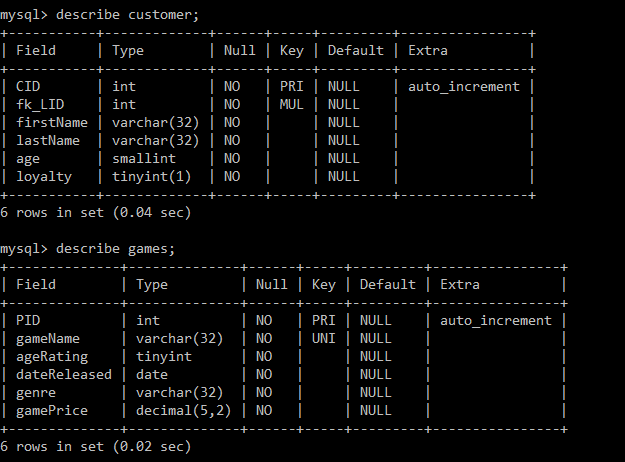 mysql> describe customer;
+-----------+-------------+------+-----+---------+----------------+
| Field     | Type        | Null | Key | Default | Extra          |
+-----------+-------------+------+-----+---------+----------------+
| CID       | int         | NO   | PRI | NULL    | auto_increment |
| fk_LID    | int         | NO   | MUL | NULL    |                |
| firstName | varchar(32) | NO   |     | NULL    |                |
| lastName  | varchar(32) | NO   |     | NULL    |                |
| age       | smallint    | NO   |     | NULL    |                |
| loyalty   | tinyint(1)  | NO   |     | NULL    |                |
+-----------+-------------+------+-----+---------+----------------+
6 rows in set (0.04 sec)
mysql> describe games;
+--------------+--------------+------+-----+---------+----------------+
| Field        | Type         | Null | Key | Default | Extra          |
+--------------+--------------+------+-----+---------+----------------+
| PID          | int          | NO   | PRI | NULL    | auto_increment |
| gameName     | varchar(32)  | NO   | UNI | NULL    |                |
| ageRating    | tinyint      | NO   |     | NULL    |                |
| dateReleased | date         | NO   |     | NULL    |                |
| genre        | varchar(32)  | NO   |     | NULL    |                |
| gamePrice    | decimal(5,2) | NO   |     | NULL    |                |
+--------------+--------------+------+-----+---------+----------------+
6 rows in set (0.02 sec)